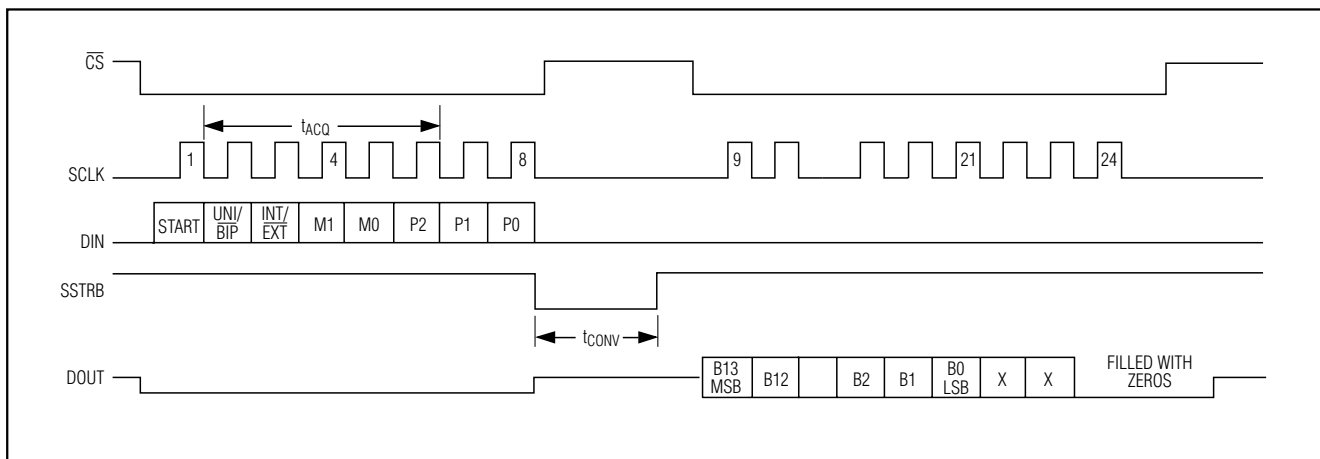 CS
tACQ
1 4 8 9 21 24
SCLK
START UNI/BIP INT/EXT M1 M0 P2 P1 P0
DIN
SSTRB
tCONV
DOUT
B13 MSB B12 B2 B1 B0 LSB X X FILLED WITH ZEROS